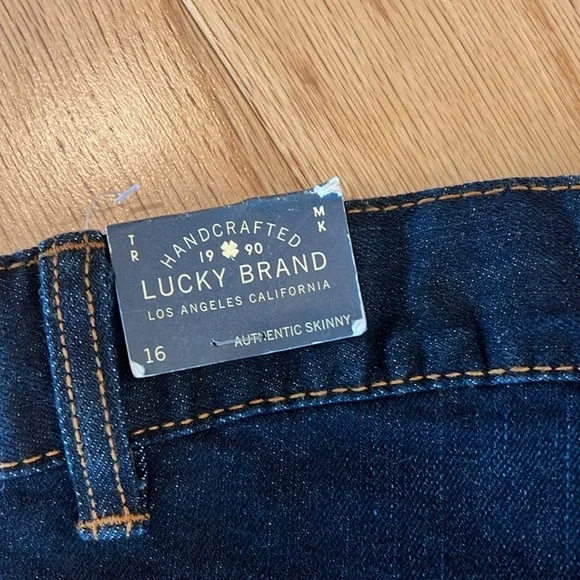 TR
MK
HANDCRAFTED
19 90
LUCKY BRAND
LOS ANGELES CALIFORNIA
AUTHENTIC SKINNY
16